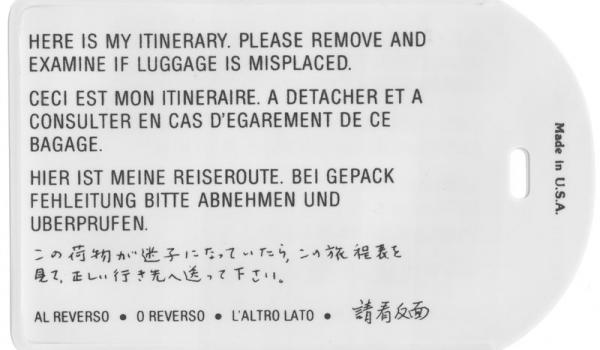 HERE IS MY ITINERARY. PLEASE REMOVE AND
EXAMINE IF LUGGAGE IS MISPLACED.
CECI EST MON ITINERAIRE. A DETACHER ET A
CONSULTER EN CAS D'EGAREMENT DE CE
BAGAGE.
HIER IST MEINE REISEROUTE. BEI GEPACK
FEHLEITUNG BITTE ABNEHMEN UND
UBERPRUFEN.
この荷物が迷子になっていたら,この旅程表を
見て,正しい行き先へ送って下さい。
AL REVERSO • O REVERSO • L'ALTRO LATO • 請看反面
Made in U.S.A.